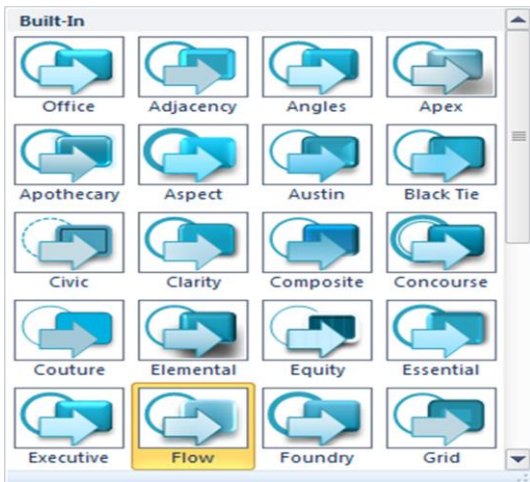 Built-In
Office Adjacency Angles Apex
Apothecary Aspect Austin Black Tie
Civic Clarity Composite Concourse
Couture Elemental Equity Essential
Executive Flow Foundry Grid